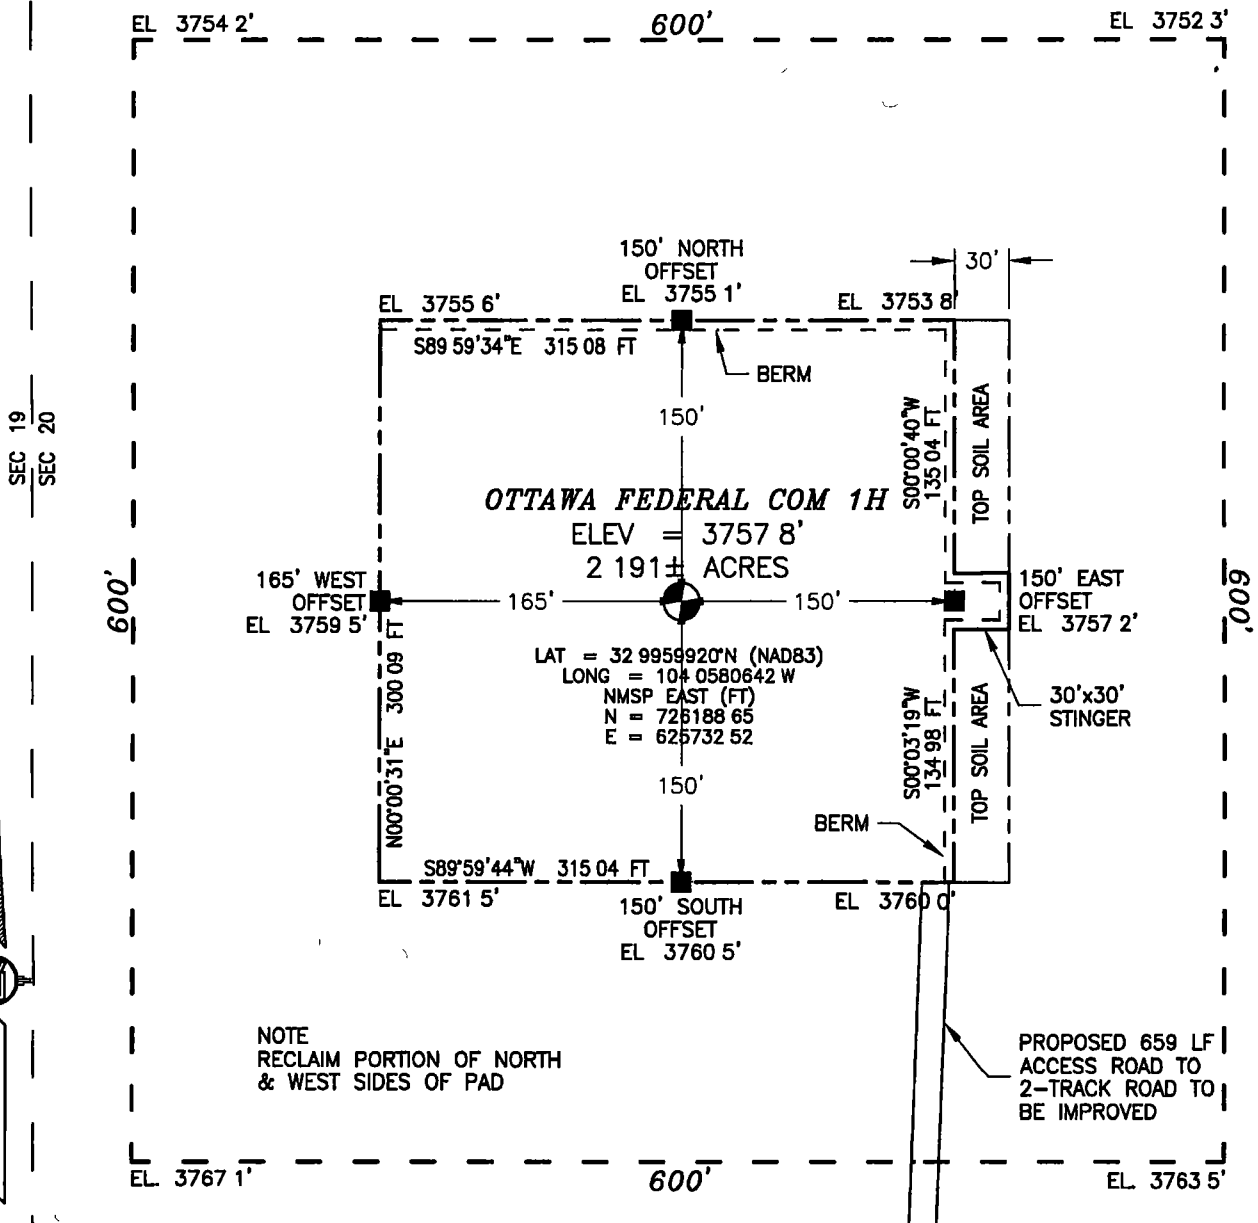 EL 3754 2'
600'
EL 3752 3'
150' NORTH
OFFSET
EL 3755 1'
30'
EL 3755 6'
EL 3753 8'
S89 59'34"E 315 08 FT
BERM
150'
SEC 19
SEC 20
S00°00'40"W
135 04 FT
TOP SOIL AREA
OTTAWA FEDERAL COM 1H
ELEV = 3757 8'
2 191± ACRES
600'
165' WEST
OFFSET
EL 3759 5'
165'
150'
150' EAST
OFFSET
EL 3757 2'
600'
LAT = 32 9959920°N (NAD83)
LONG = 104 0580642 W
NMSP EAST (FT)
N = 726188 65
E = 625732 52
N00°00'31"E 300 09 FT
S00°03'19"W
134 98 FT
TOP SOIL AREA
30'x30'
STINGER
150'
BERM
S89°59'44"W 315 04 FT
EL 3761 5'
EL 3760 0'
150' SOUTH
OFFSET
EL 3760 5'
NOTE
RECLAIM PORTION OF NORTH
& WEST SIDES OF PAD
PROPOSED 659 LF
ACCESS ROAD TO
2-TRACK ROAD TO
BE IMPROVED
EL. 3767 1'
600'
EL. 3763 5'